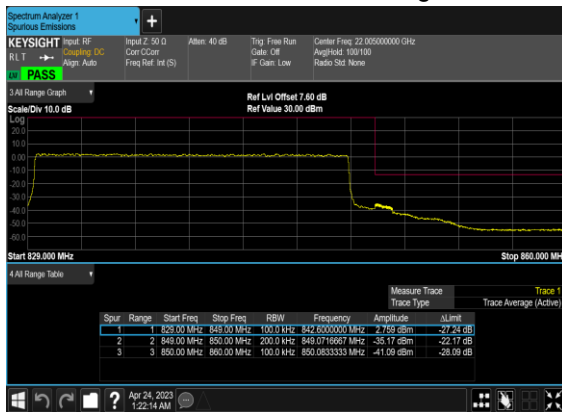 Spectrum Analyzer 1
Spurious Emissions
KEYSIGHT Input: RF Input Z: 50 Ω Atten: 40 dB Trig: Free Run Center Freq: 22.005000000 GHz
RLT Coupling: DC Corr CCorr Gate: Off Avg|Hold: 100/100
Align: Auto Freq Ref: Int (S) IF Gain: Low Radio Std: None
PASS
3 All Range Graph
Ref Lvl Offset 7.60 dB
Scale/Div 10.0 dB Ref Value 30.00 dBm
Log
20.0
10.0
0.00
-10.0
-20.0
-30.0
-40.0
-50.0
-60.0
Start 829.000 MHz Stop 860.000 MH
4 All Range Table
Measure Trace Trace 1
Trace Type Trace Average (Active)
Spur Range Start Freq Stop Freq RBW Frequency Amplitude ΔLimit
1 1 829.00 MHz 849.00 MHz 100.0 kHz 842.6000000 MHz 2.759 dBm -27.24 dB
2 2 849.00 MHz 850.00 MHz 200.0 kHz 849.0716667 MHz -35.17 dBm -22.17 dB
3 3 850.00 MHz 860.00 MHz 100.0 kHz 850.0833333 MHz -41.09 dBm -28.09 dB
? Apr 24, 2023
1:22:14 AM